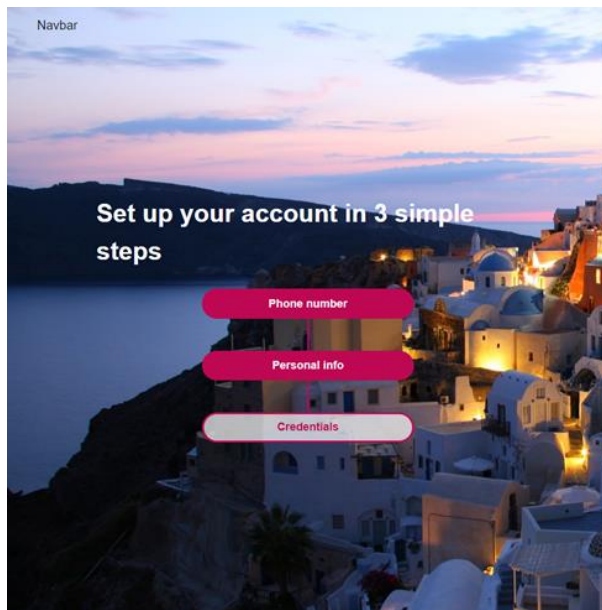 Navbar
Set up your account in 3 simple
steps
Phone number
Personal info
Credentials